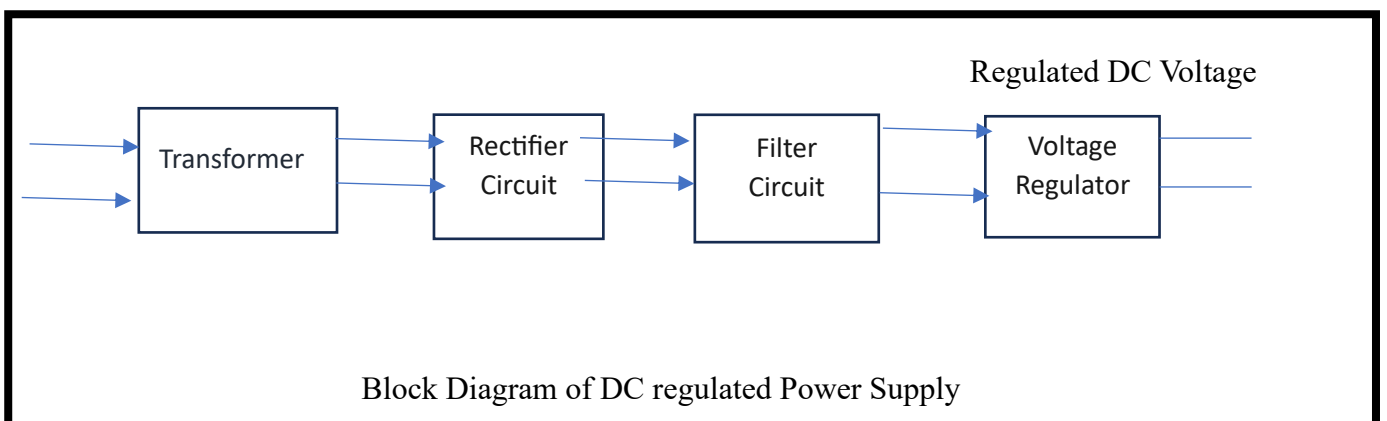 Regulated DC Voltage
Transformer
Rectifier
Circuit
Filter
Circuit
Voltage
Regulator
Block Diagram of DC regulated Power Supply